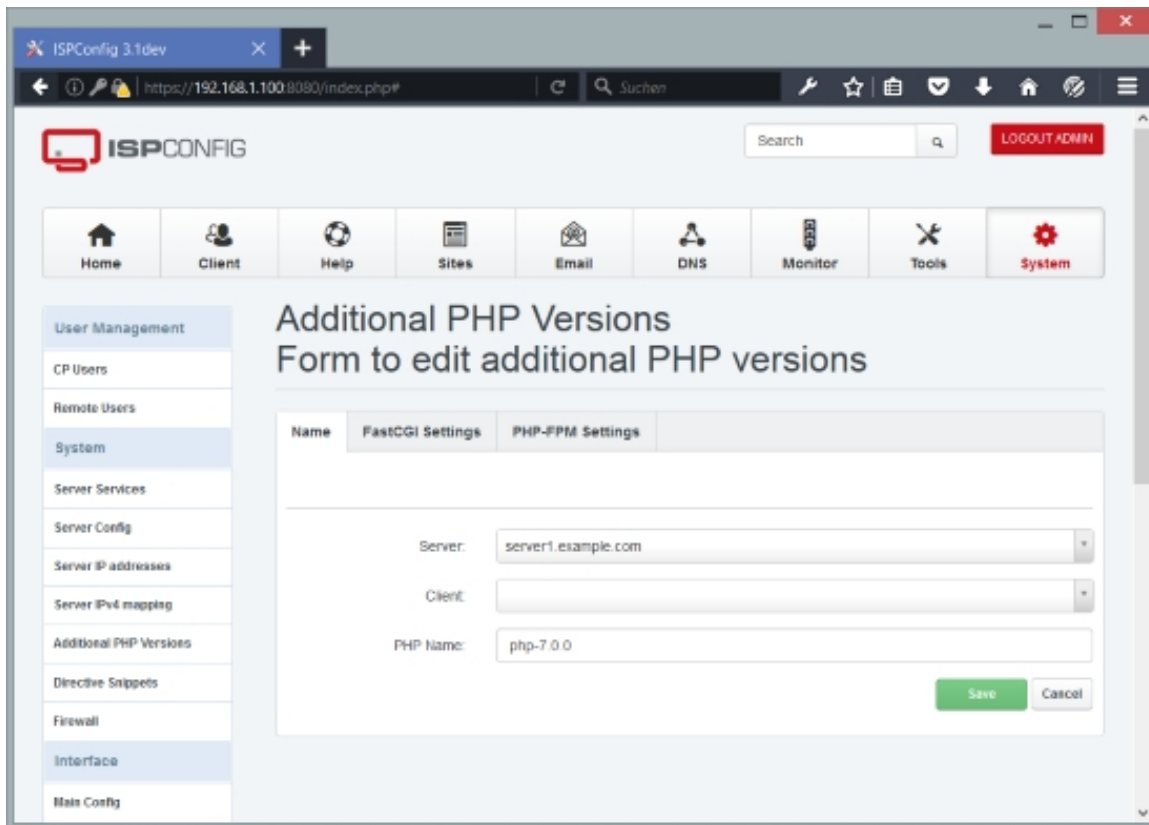 ISPConfig 3.1dev
https://192.168.1.100:8080/index.php#
Suchen
ISPCONFIG
Search
LOGOUT ADMIN
Home
Client
Help
Sites
Email
DNS
Monitor
Tools
System
User Management
CP Users
Remote Users
System
Server Services
Server Config
Server IP addresses
Server IPv4 mapping
Additional PHP Versions
Directive Snippets
Firewall
Interface
Main Config
Additional PHP Versions
Form to edit additional PHP versions
Name
FastCGI Settings
PHP-FPM Settings
Server:
server1.example.com
Client:
PHP Name:
php-7.0.0
Save
Cancel